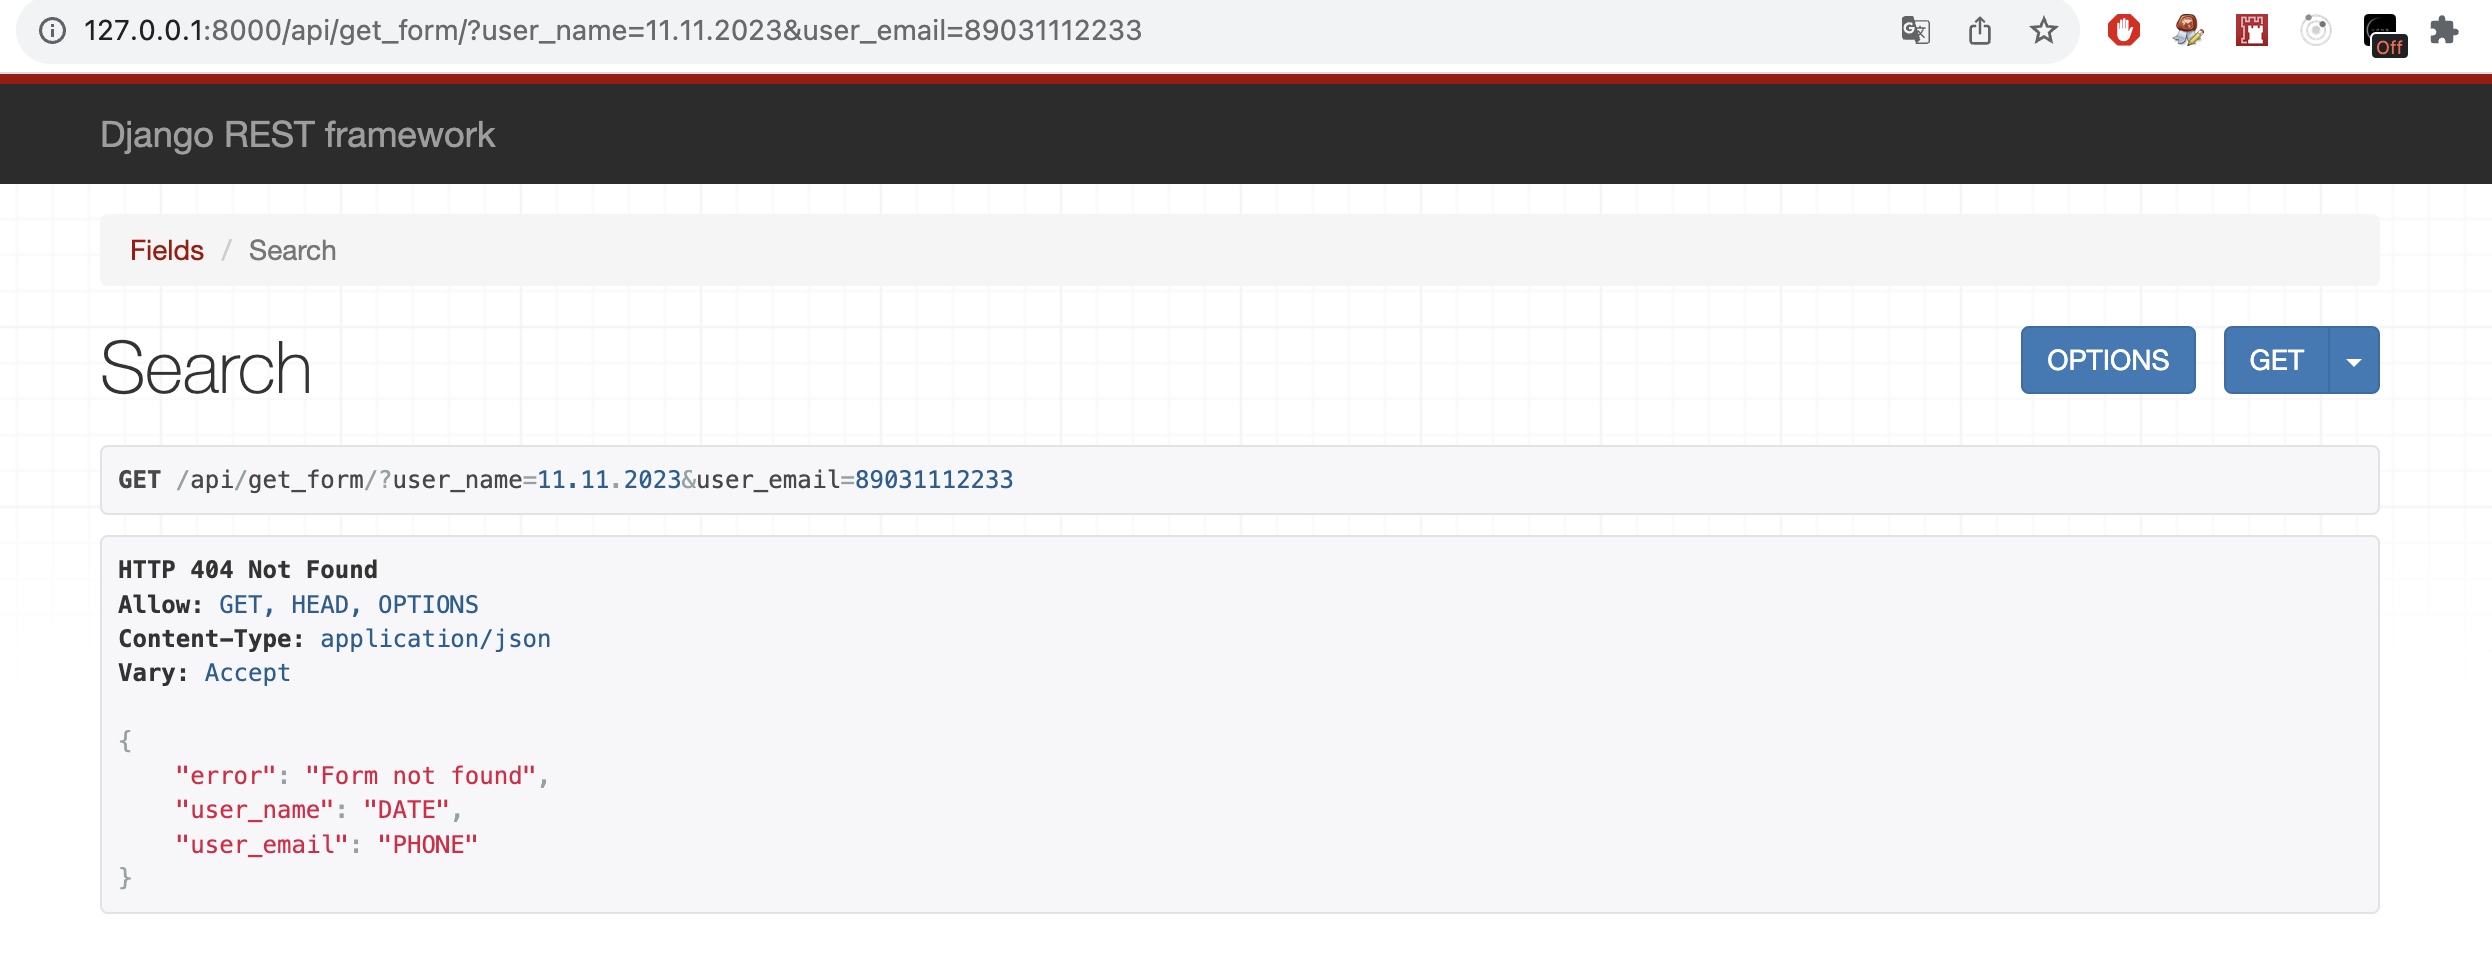 127.0.0.1:8000/api/get_form/?user_name=11.11.2023&user_email=89031112233
Off
Django REST framework
Fields / Search
Search
OPTIONS
GET
GET /api/get_form/?user_name=11.11.2023&user_email=89031112233
HTTP 404 Not Found
Allow: GET, HEAD, OPTIONS
Content-Type: application/json
Vary: Accept
{
    "error": "Form not found",
    "user_name": "DATE",
    "user_email": "PHONE"
}